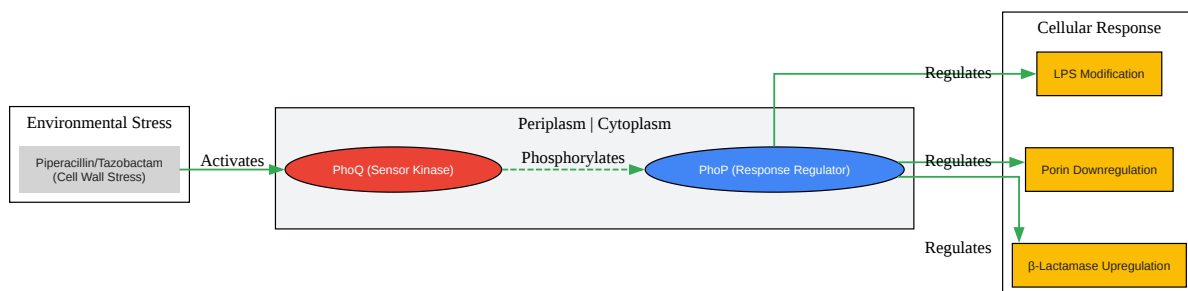 Environmental Stress
Piperacillin/Tazobactam
(Cell Wall Stress)
Activates
Periplasm | Cytoplasm
PhoQ (Sensor Kinase)
Phosphorylates
PhoP (Response Regulator)
Regulates
Regulates
Regulates
Cellular Response
LPS Modification
Porin Downregulation
β-Lactamase Upregulation